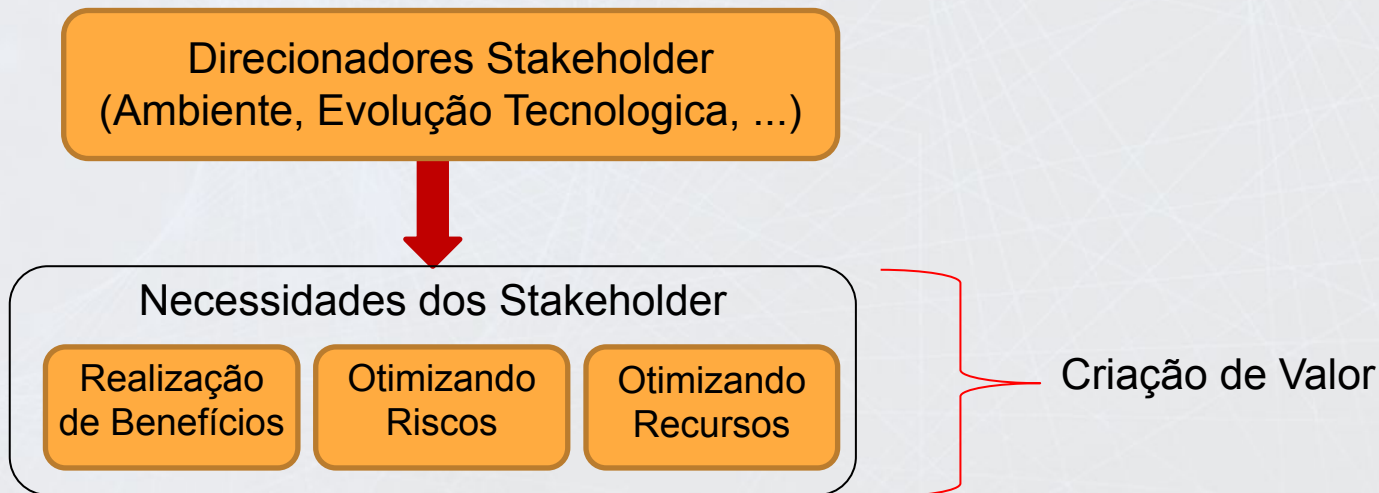 Direcionadores Stakeholder
(Ambiente, Evolução Tecnologica, ...)
Necessidades dos Stakeholder
Realização
de Benefícios
Otimizando
Riscos
Otimizando
Recursos
Criação de Valor